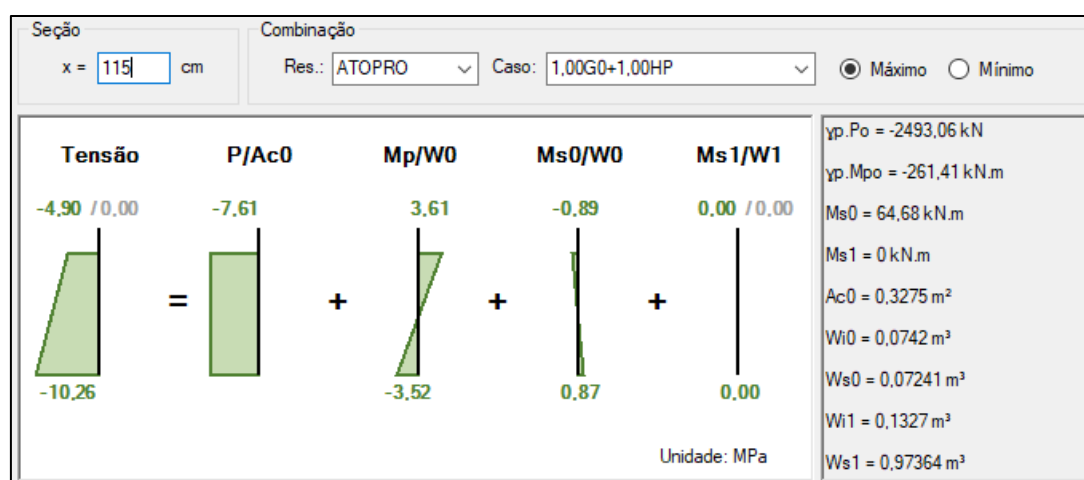 Seção Combinação
x = 115 cm Res.: ATOPRO Caso: 1,00G0+1,00HP Máximo Mínimo
Tensão P/Ac0 Mp/W0 Ms0/W0 Ms1/W1
-4,90 /0,00 -7,61 3,61 -0,89 0,00 /0,00
= + + +
-10,26 -3,52 0,87 0,00
Unidade: MPa
γp.Po = -2493,06 kN
γp.Mpo = -261,41 kN.m
Ms0 = 64,68 kN.m
Ms1 = 0 kN.m
Ac0 = 0,3275 m²
Wi0 = 0,0742 m³
Ws0 = 0,07241 m³
Wi1 = 0,1327 m³
Ws1 = 0,97364 m³